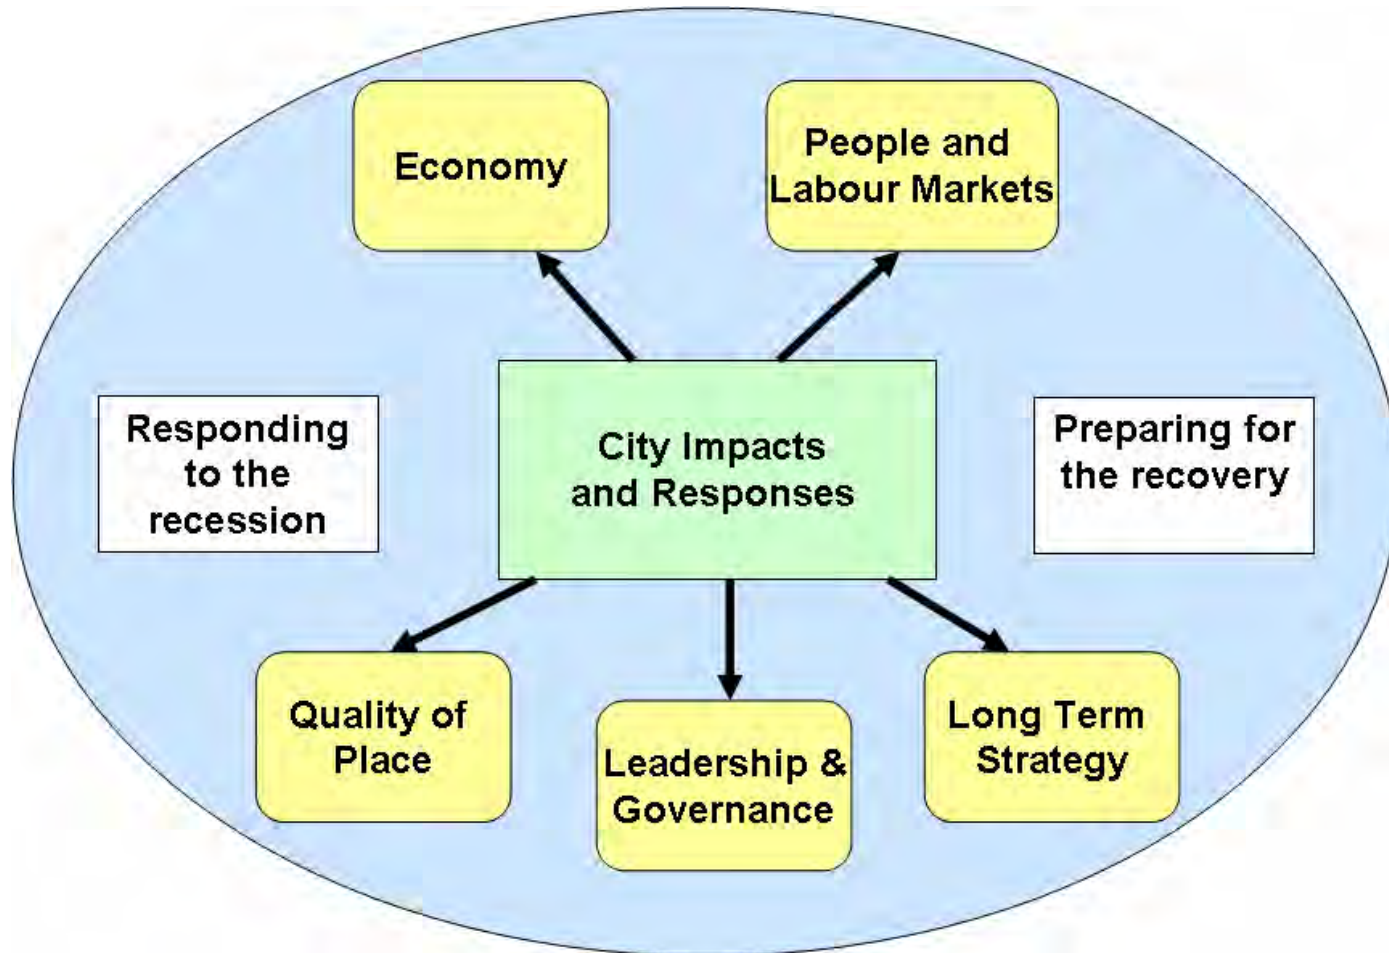 Economy
People and
Labour Markets
Responding
to the
recession
City Impacts
and Responses
Preparing for
the recovery
Quality of
Place
Leadership &
Governance
Long Term
Strategy